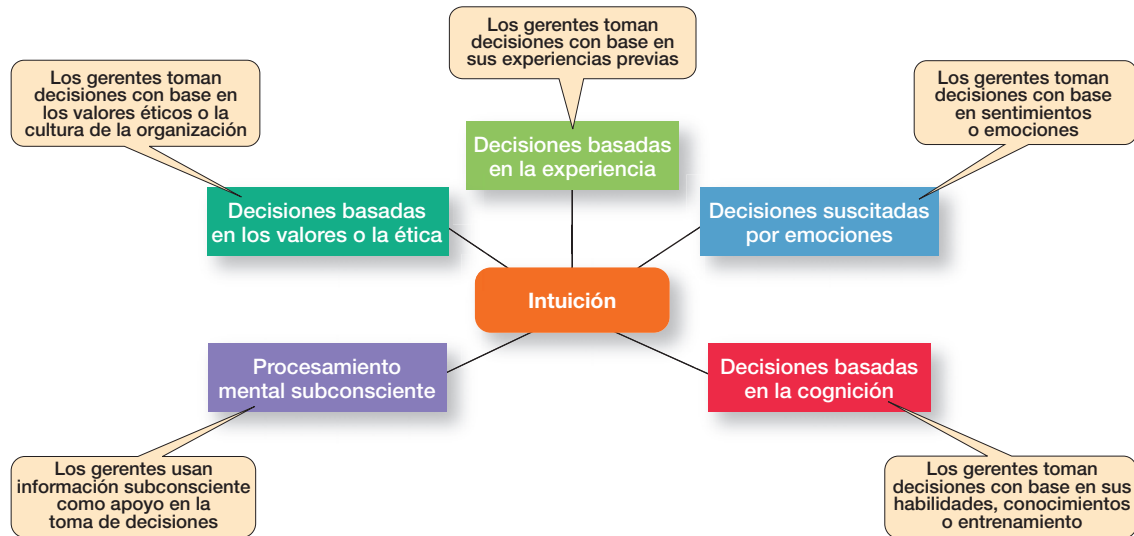 Los gerentes toman
decisiones con base en
sus experiencias previas
Los gerentes toman
decisiones con base en
los valores éticos o la
cultura de la organización
Los gerentes toman
decisiones con base
en sentimientos
o emociones
Decisiones basadas
en la experiencia
Decisiones basadas
en los valores o la ética
Decisiones suscitadas
por emociones
Intuición
Procesamiento
mental subconsciente
Decisiones basadas
en la cognición
Los gerentes usan
información subconsciente
como apoyo en la
toma de decisiones
Los gerentes toman
decisiones con base en sus
habilidades, conocimientos
o entrenamiento